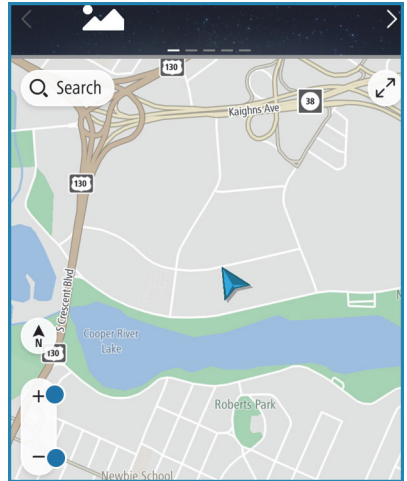 130
Search
Kaighns Ave
38
130
S Crescent Blvd
Cooper River
Lake
N
130
+
Roberts Park
−
Newbie School